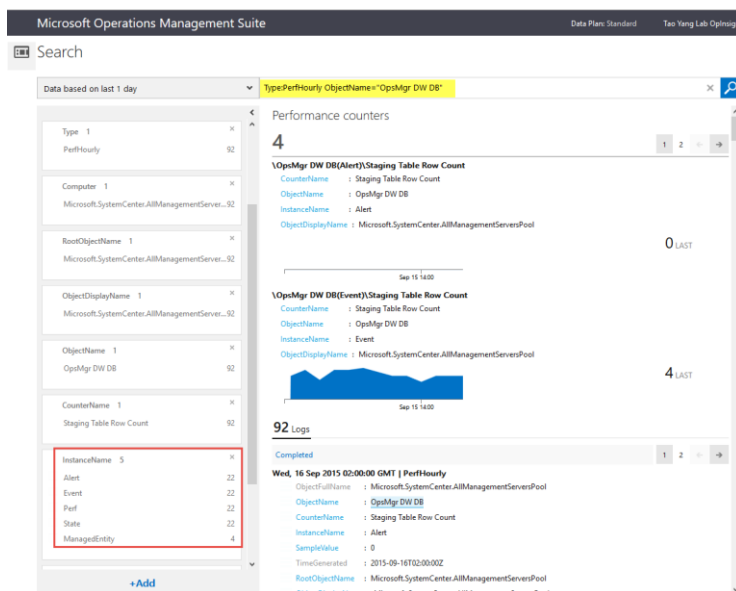 Microsoft Operations Management Suite
Data Plan: Standard
Tao Yang Lab OpInsig
Search
Data based on last 1 day
Type:PerfHourly ObjectName="OpsMgr DW DB"
Type 1
PerfHourly 92
Computer 1
Microsoft.SystemCenter.AllManagementServer...92
RootObjectName 1
Microsoft.SystemCenter.AllManagementServer...92
ObjectDisplayName 1
Microsoft.SystemCenter.AllManagementServer...92
ObjectName 1
OpsMgr DW DB 92
CounterName 1
Staging Table Row Count 92
InstanceName 5
Alert 22
Event 22
Perf 22
State 22
ManagedEntity 4
+Add
Performance counters
4
1 2
\OpsMgr DW DB(Alert)\Staging Table Row Count
CounterName : Staging Table Row Count
ObjectName : OpsMgr DW DB
InstanceName : Alert
ObjectDisplayName : Microsoft.SystemCenter.AllManagementServersPool
0 LAST
Sep 15 14:00
\OpsMgr DW DB(Event)\Staging Table Row Count
CounterName : Staging Table Row Count
ObjectName : OpsMgr DW DB
InstanceName : Event
ObjectDisplayName : Microsoft.SystemCenter.AllManagementServersPool
4 LAST
Sep 15 14:00
92 Logs
Completed
1 2
Wed, 16 Sep 2015 02:00:00 GMT | PerfHourly
ObjectFullName : Microsoft.SystemCenter.AllManagementServersPool
ObjectName : OpsMgr DW DB
CounterName : Staging Table Row Count
InstanceName : Alert
SampleValue : 0
TimeGenerated : 2015-09-16T02:00:00Z
RootObjectName : Microsoft.SystemCenter.AllManagementServersPool